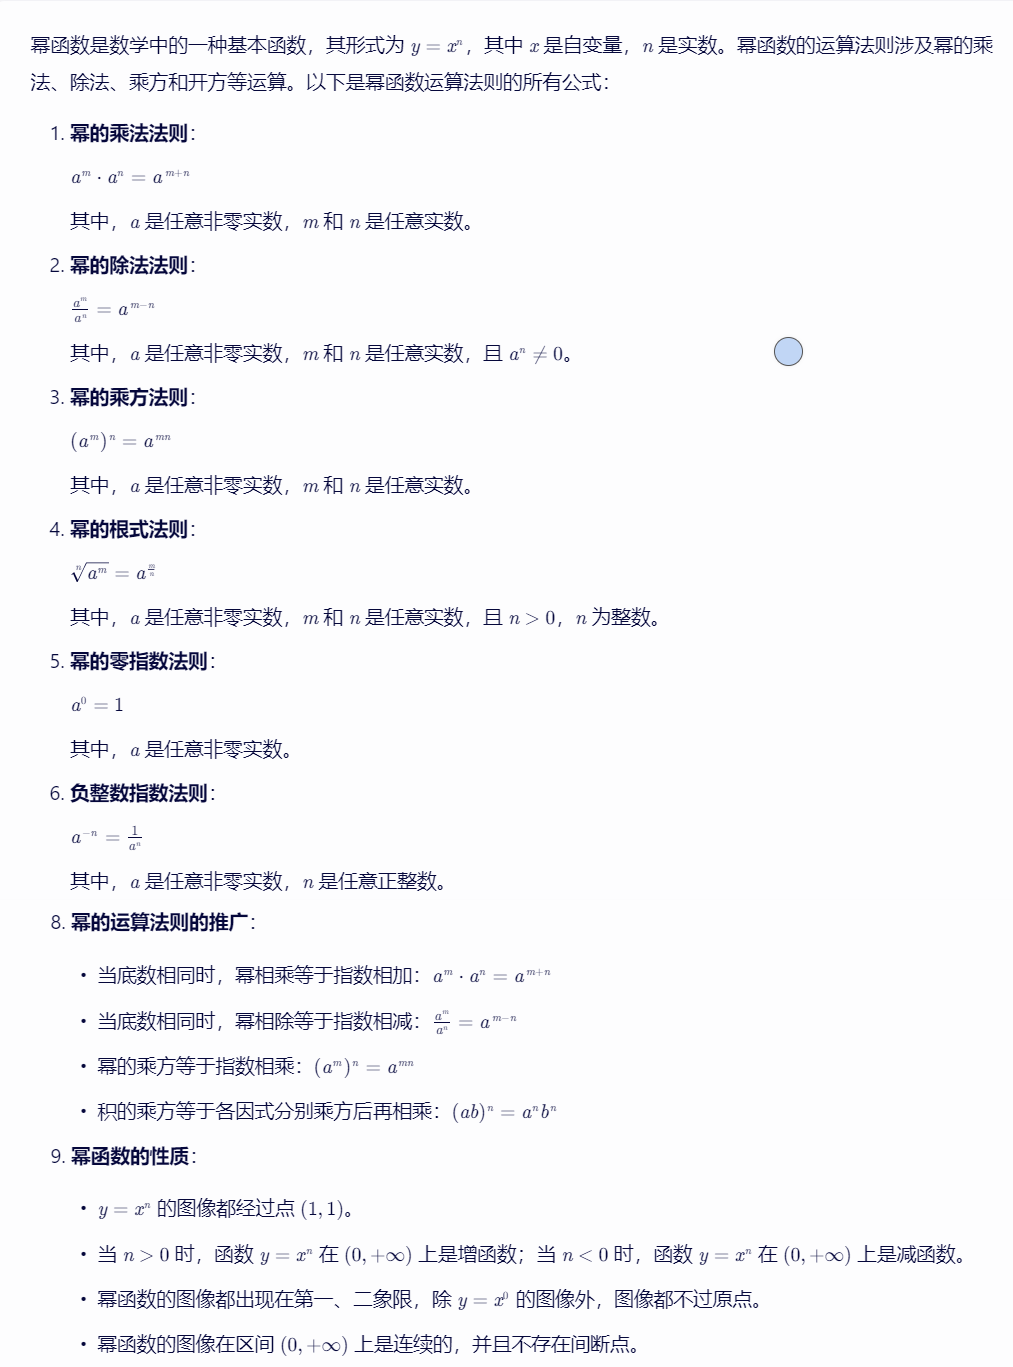 幂函数是数学中的一种基本函数，其形式为 y = xⁿ，其中 x 是自变量，n 是实数。幂函数的运算法则涉及幂的乘
法、除法、乘方和开方等运算。以下是幂函数运算法则的所有公式：
1. 幂的乘法法则：
a^m · a^n = a^{m+n}
其中，a 是任意非零实数，m 和 n 是任意实数。
2. 幂的除法法则：
\frac{a^m}{a^n} = a^{m-n}
其中，a 是任意非零实数，m 和 n 是任意实数，且 a^n ≠ 0。
3. 幂的乘方法则：
(a^m)^n = a^{mn}
其中，a 是任意非零实数，m 和 n 是任意实数。
4. 幂的根式法则：
\sqrt[n]{a^m} = a^{\frac{m}{n}}
其中，a 是任意非零实数，m 和 n 是任意实数，且 n > 0，n 为整数。
5. 幂的零指数法则：
a^0 = 1
其中，a 是任意非零实数。
6. 负整数指数法则：
a^{-n} = \frac{1}{a^n}
其中，a 是任意非零实数，n 是任意正整数。
8. 幂的运算法则的推广：
• 当底数相同时，幂相乘等于指数相加：a^m · a^n = a^{m+n}
• 当底数相同时，幂相除等于指数相减：\frac{a^m}{a^n} = a^{m-n}
• 幂的乘方等于指数相乘：(a^m)^n = a^{mn}
• 积的乘方等于各因式分别乘方后再相乘：(ab)^n = a^n b^n
9. 幂函数的性质：
• y = x^n 的图像都经过点 (1, 1)。
• 当 n > 0 时，函数 y = x^n 在 (0, +∞) 上是增函数；当 n < 0 时，函数 y = x^n 在 (0, +∞) 上是减函数。
• 幂函数的图像都出现在第一、二象限，除 y = x^0 的图像外，图像都不过原点。
• 幂函数的图像在区间 (0, +∞) 上是连续的，并且不存在间断点。